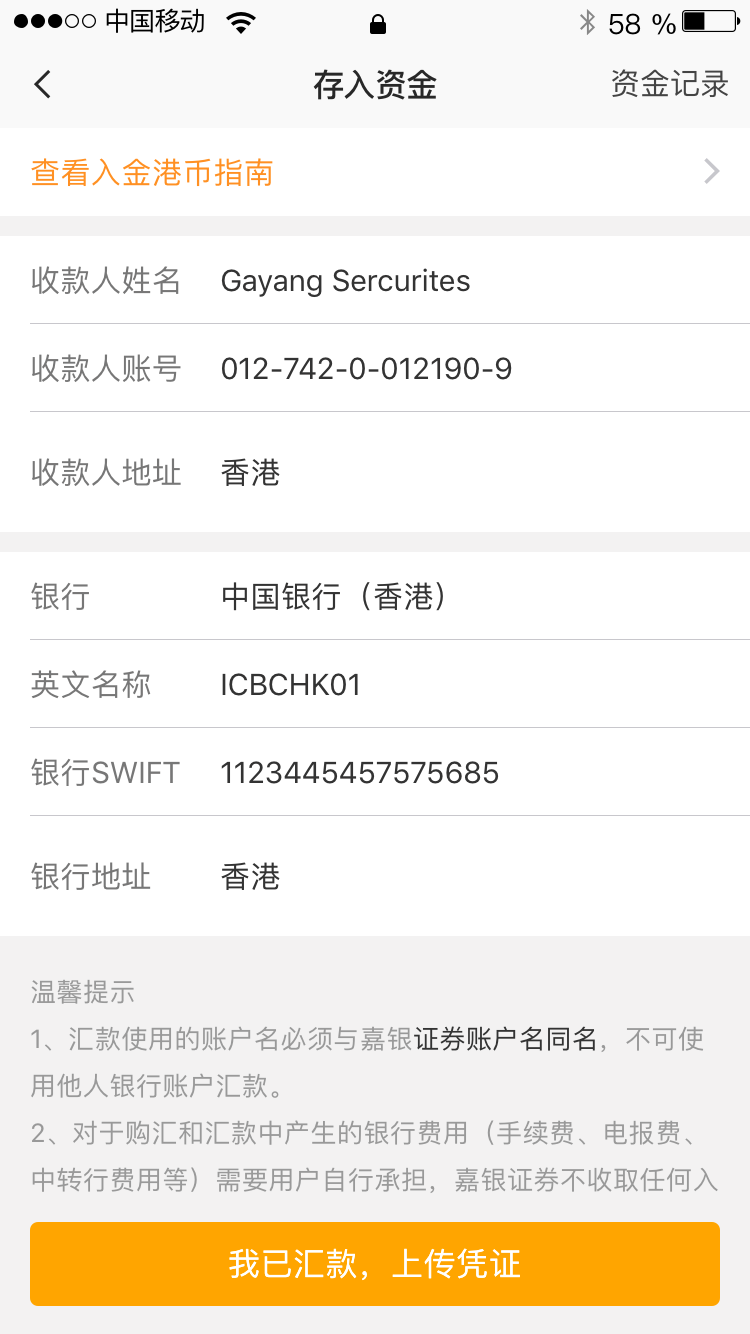 中国移动
58 %
存入资金
资金记录
查看入金港币指南
收款人姓名 Gayang Sercurites
收款人账号 012-742-0-012190-9
收款人地址 香港
银行 中国银行（香港）
英文名称 ICBCHK01
银行SWIFT 1123445457575685
银行地址 香港
温馨提示
1、汇款使用的账户名必须与嘉银证券账户名同名，不可使
用他人银行账户汇款。
2、对于购汇和汇款中产生的银行费用（手续费、电报费、
中转行费用等）需要用户自行承担，嘉银证券不收取任何入
我已汇款，上传凭证